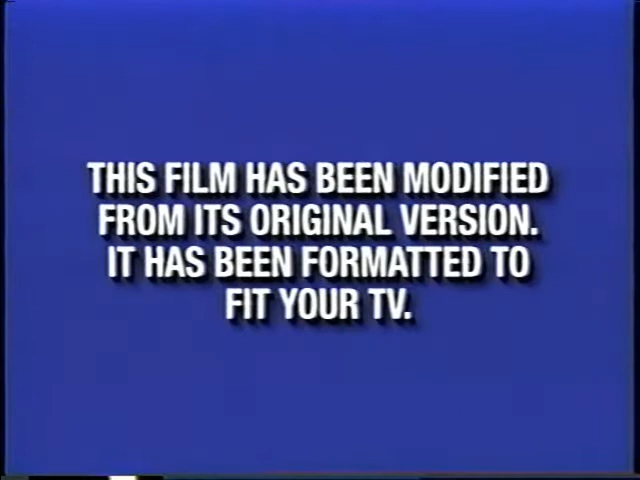 THIS FILM HAS BEEN MODIFIED
FROM ITS ORIGINAL VERSION.
IT HAS BEEN FORMATTED TO
FIT YOUR TV.